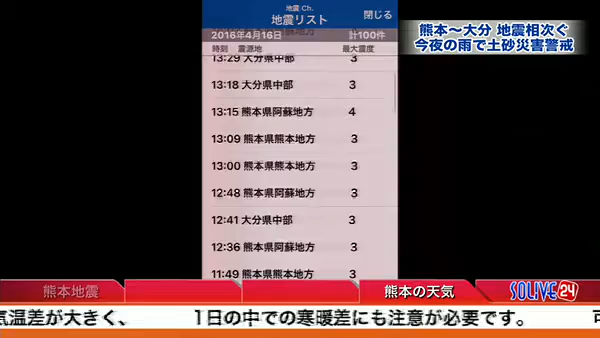 地震 Ch.
地震リスト
閉じる
2016年4月16日 計100件
時刻 震源地 最大震度
13:29 大分県中部 3
13:18 大分県中部 3
13:15 熊本県阿蘇地方 4
13:09 熊本県熊本地方 3
13:00 熊本県熊本地方 3
12:48 熊本県阿蘇地方 3
12:41 大分県中部 3
12:36 熊本県阿蘇地方 3
11:49 熊本県熊本地方 3
熊本〜大分 地震相次ぐ
今夜の雨で土砂災害警戒
熊本地震
熊本の天気
SOLiVE24
気温差が大きく、 1日の中での寒暖差にも注意が必要です。 可